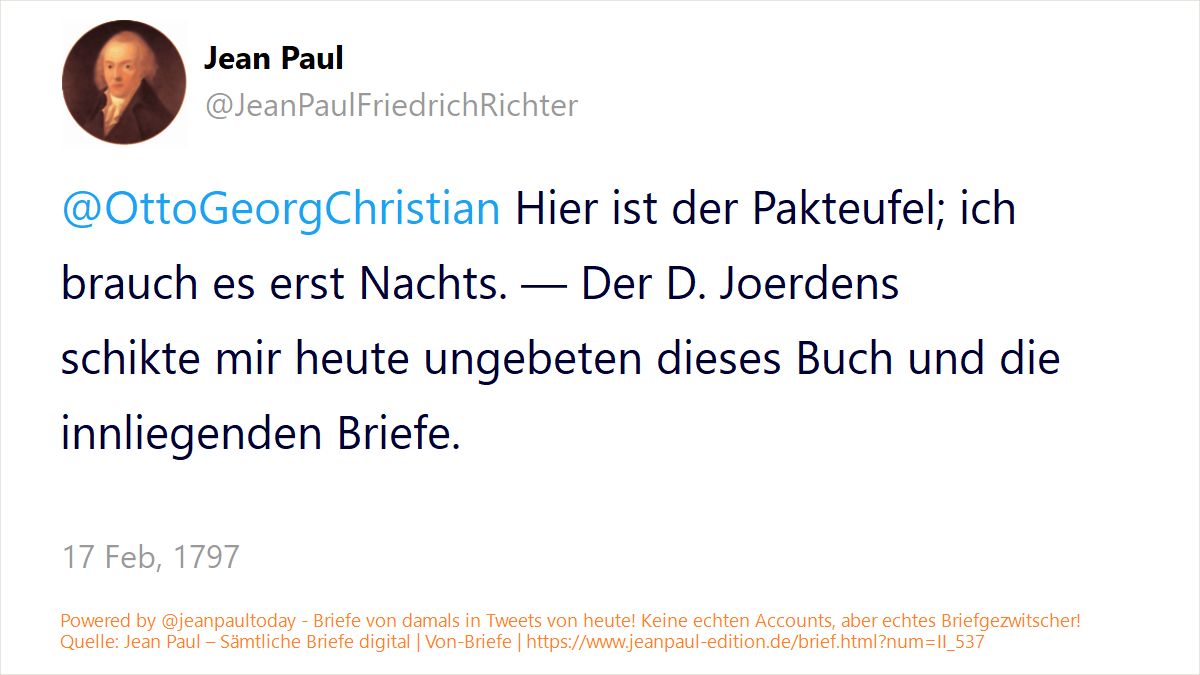 Jean Paul
@JeanPaulFriedrichRichter
@OttoGeorgChristian Hier ist der Pakteufel; ich
brauch es erst Nachts. — Der D. Joerdens
schikte mir heute ungebeten dieses Buch und die
innliegenden Briefe.
17 Feb, 1797
Powered by @jeanpaultoday - Briefe von damals in Tweets von heute! Keine echten Accounts, aber echtes Briefgezwitscher!
Quelle: Jean Paul – Sämtliche Briefe digital | Von-Briefe | https://www.jeanpaul-edition.de/brief.html?num=II_537